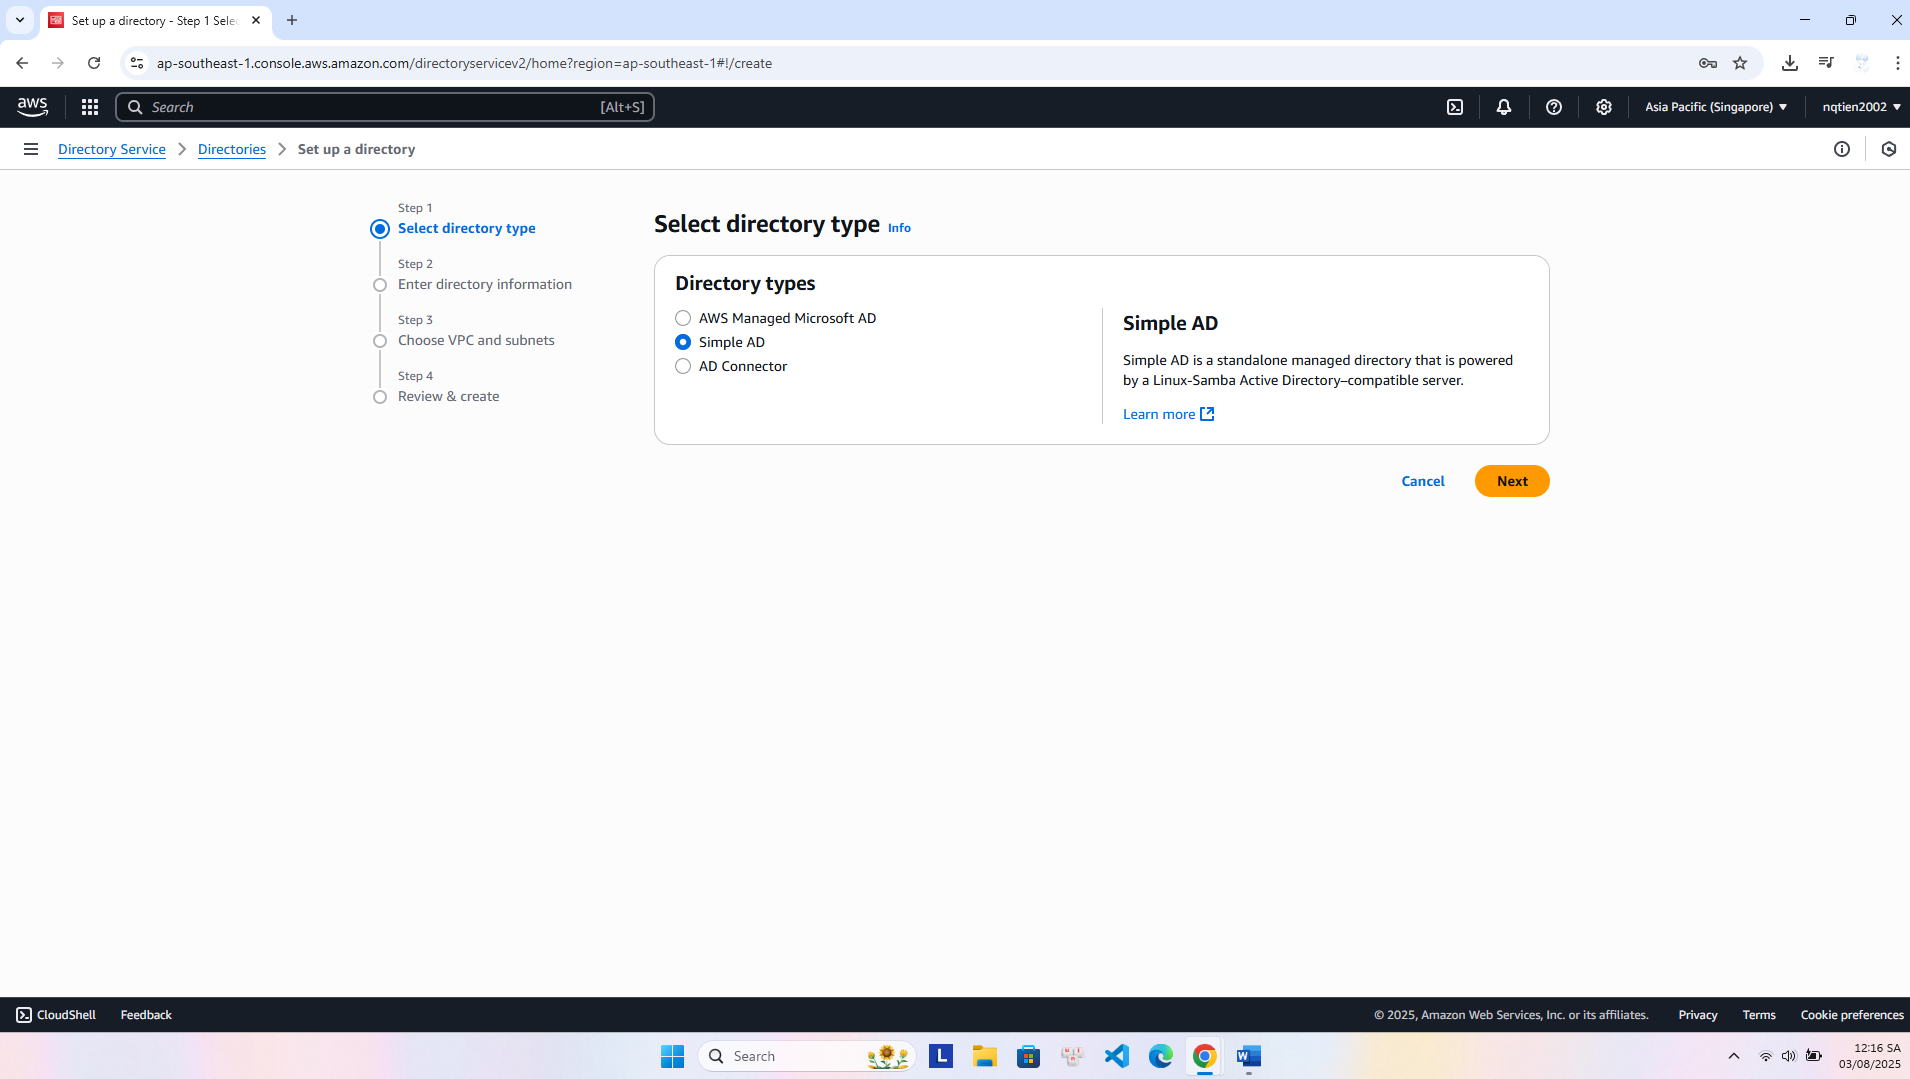 Set up a directory - Step 1 Selec
ap-southeast-1.console.aws.amazon.com/directoryservicev2/home?region=ap-southeast-1#!/create
aws
Search
[Alt+S]
Asia Pacific (Singapore)
nqtien2002
Directory Service
Directories
Set up a directory
Step 1
Select directory type
Step 2
Enter directory information
Step 3
Choose VPC and subnets
Step 4
Review & create
Select directory type Info
Directory types
AWS Managed Microsoft AD
Simple AD
AD Connector
Simple AD
Simple AD is a standalone managed directory that is powered
by a Linux-Samba Active Directory–compatible server.
Learn more
Cancel
Next
CloudShell
Feedback
© 2025, Amazon Web Services, Inc. or its affiliates.
Privacy
Terms
Cookie preferences
Search
L
W
12:16 SA
03/08/2025